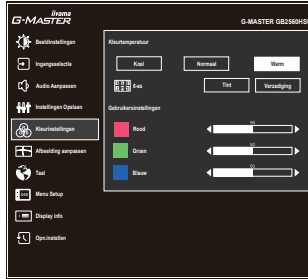 iiyama
G-MASTER
G-MASTER GB2560HSU
Beeldinstellingen
Kleurtemperatuur
Ingangsselectie
Koel Normaal Warm
Audio Aanpassen
6-as Tint Verzadiging
Instellingen Opslaan
Gebruikersinstellingen
Kleurinstellingen
Rood
Afbeelding aanpassen
Groen
Taal
Blauw
Menu Setup
Display info
Opn.instellen